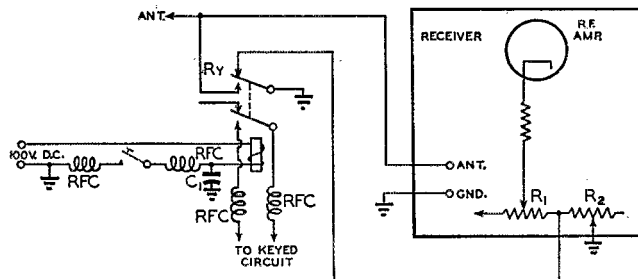 ANT.
RECEIVER
R.F.
AMP.
RY
100V. D.C.
RFC
RFC
C1
RFC
RFC
TO KEYED
CIRCUIT
ANT.
GND.
R1
R2